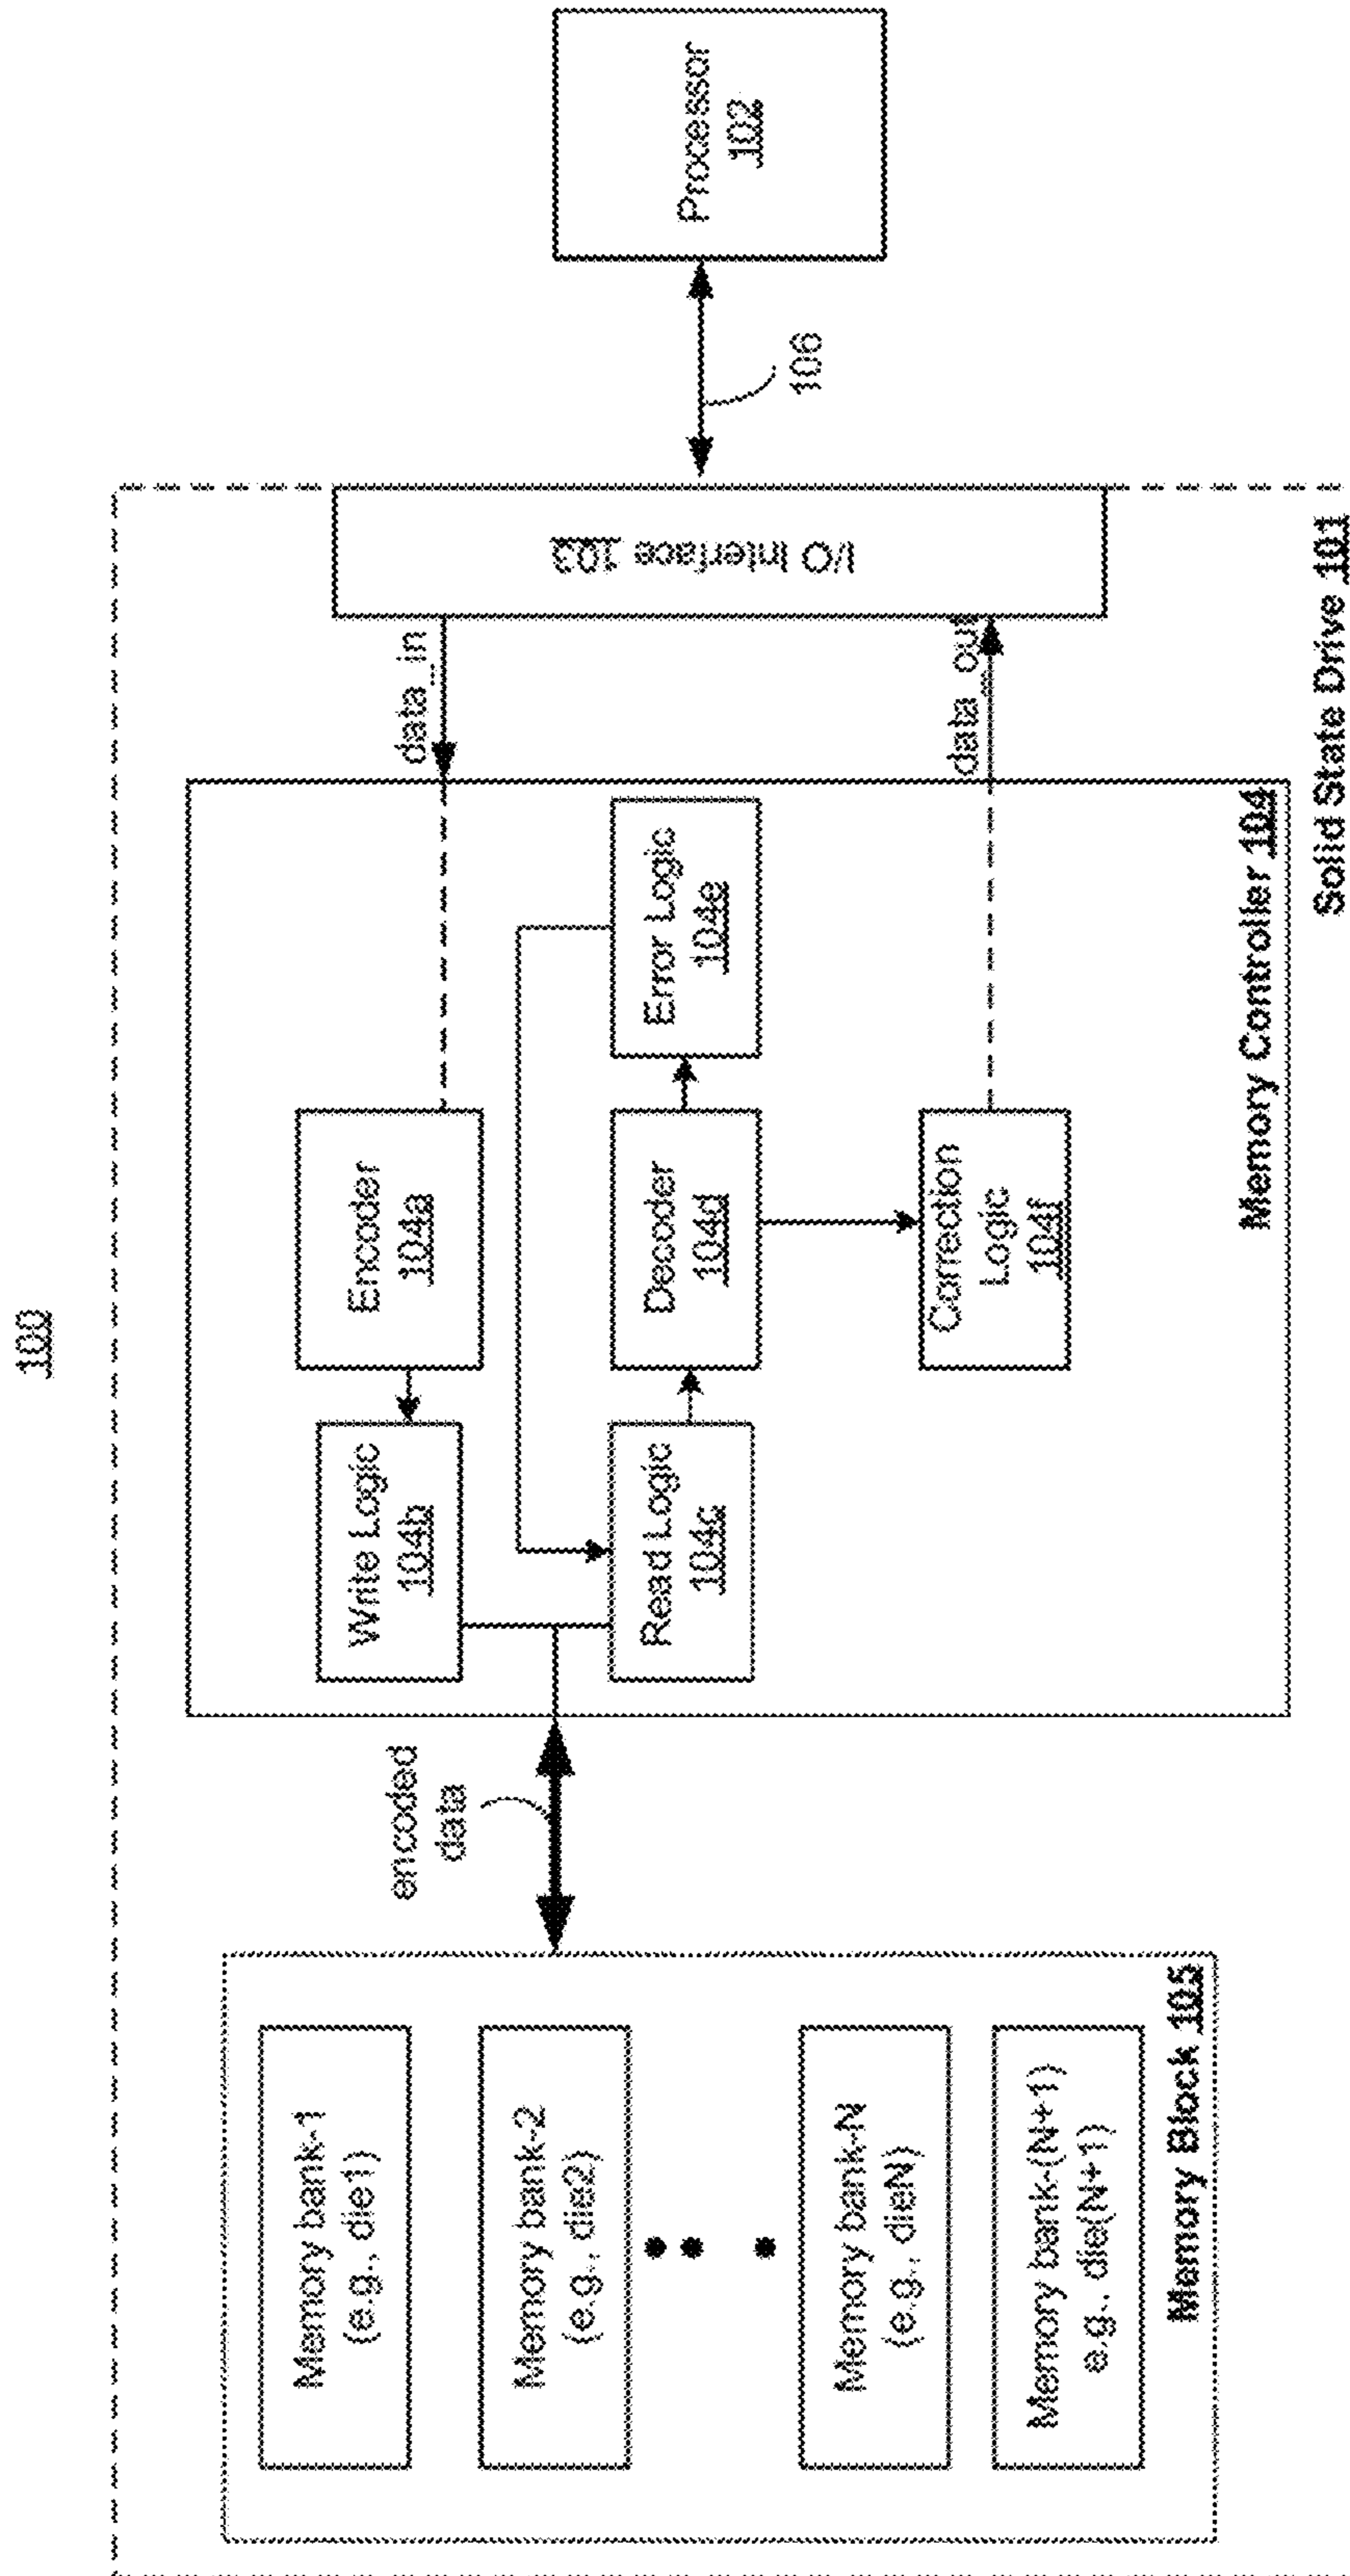 100
Memory bank-1
(e.g., die1)
Memory bank-2
(e.g., die2)
Memory bank-N
(e.g., dieN)
Memory bank-(N+1)
e.g., die(N+1)
Memory Block 105
encoded
data
Write Logic
104b
Encoder
104a
Read Logic
104c
Decoder
104d
Error Logic
104e
Correction
Logic
104f
Memory Controller 104
data_in
data_out
I/O Interface 103
Solid State Drive 101
106
Processor
102